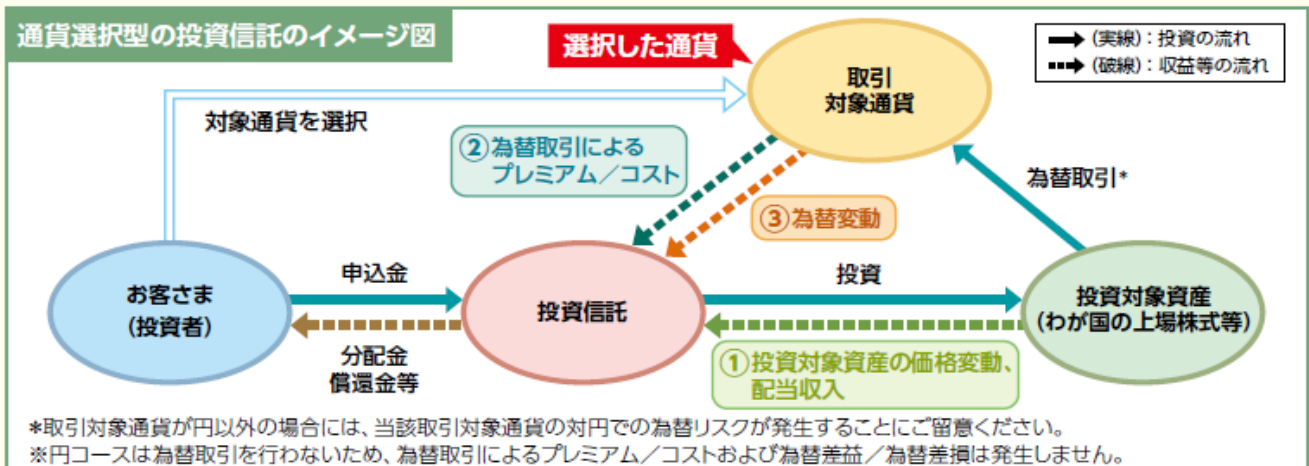 通貨選択型の投資信託のイメージ図
選択した通貨
(実線):投資の流れ
(破線):収益等の流れ
取引
対象通貨
対象通貨を選択
②為替取引による
プレミアム／コスト
為替取引*
③為替変動
お客さま
(投資者)
申込金
分配金
償還金等
投資信託
投資
①投資対象資産の価格変動、
配当収入
投資対象資産
(わが国の上場株式等)
*取引対象通貨が円以外の場合には、当該取引対象通貨の対円での為替リスクが発生することにご留意ください。
※円コースは為替取引を行わないため、為替取引によるプレミアム／コストおよび為替差益／為替差損は発生しません。